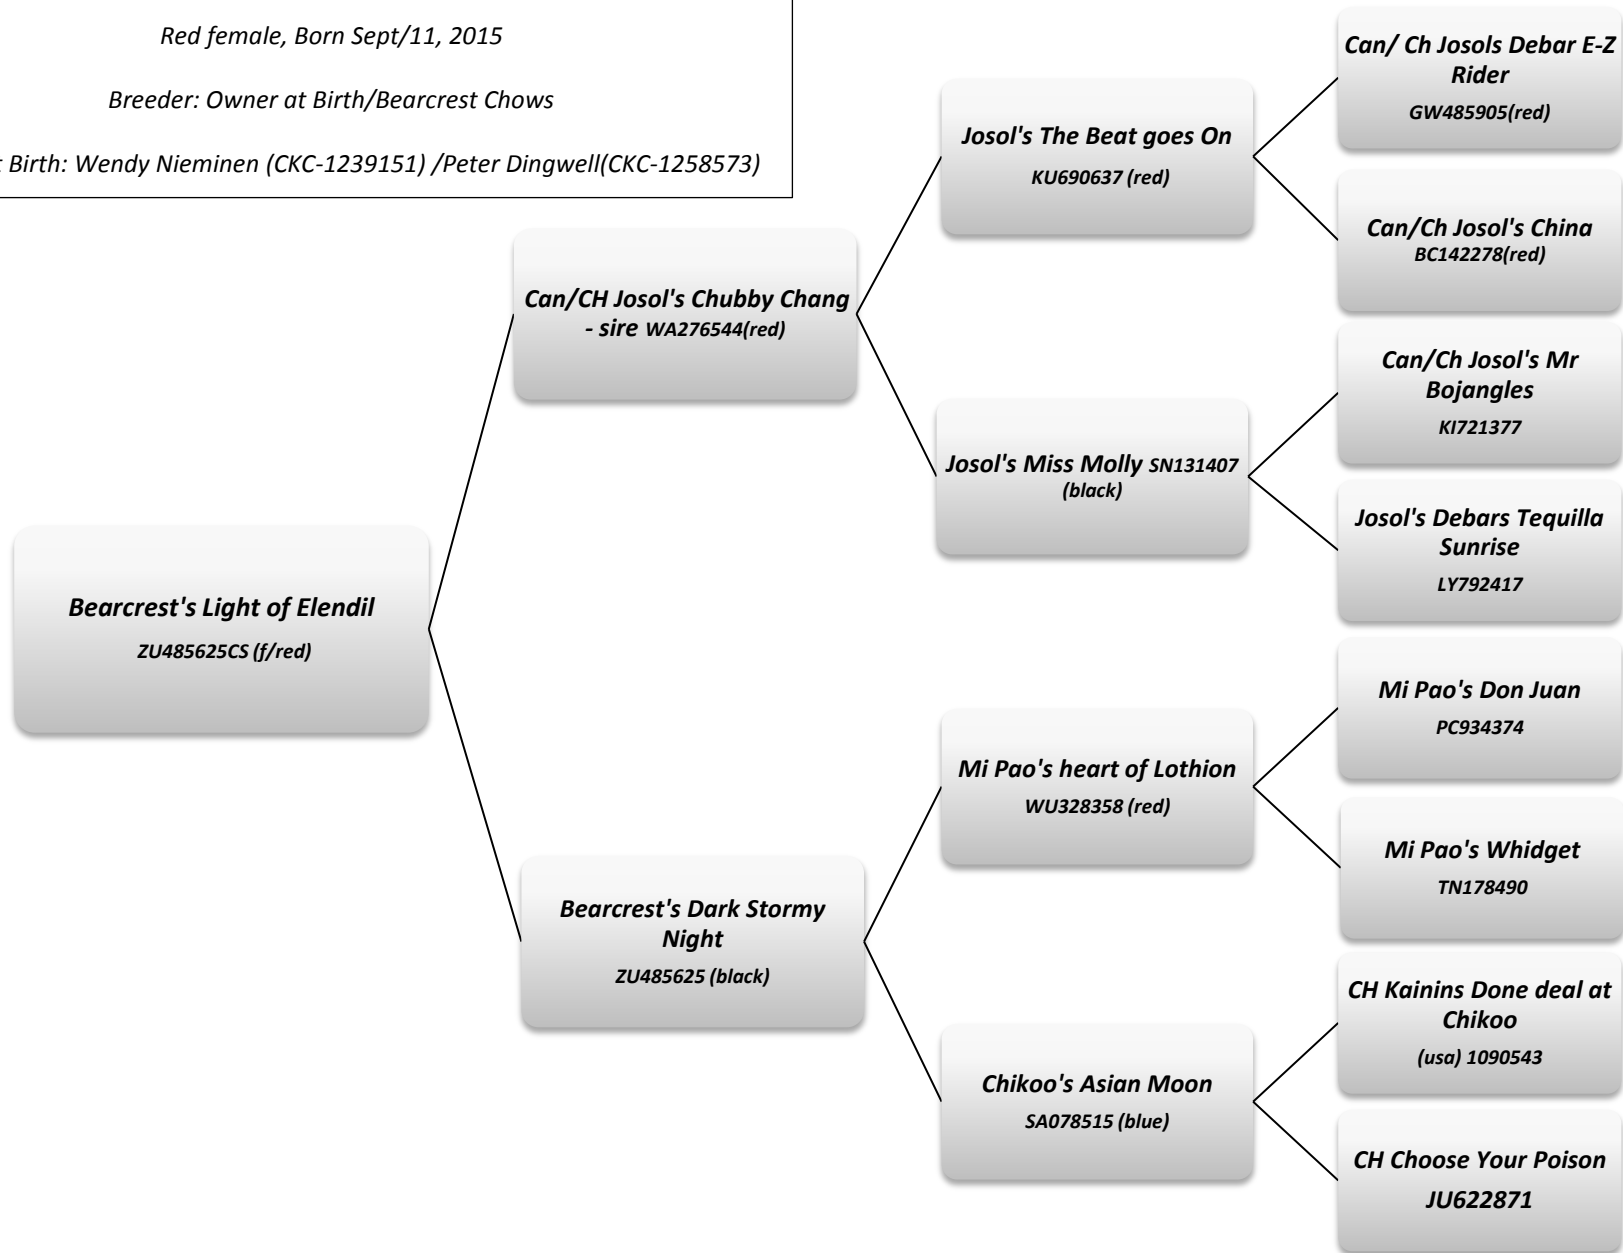 Red female, Born Sept/11, 2015
Breeder: Owner at Birth/Bearcrest Chows
Birth: Wendy Nieminen (CKC-1239151) /Peter Dingwell(CKC-1258573)
Bearcrest's Light of Elendil
ZU485625CS (f/red)
Can/CH Josol's Chubby Chang
- sire WA276544(red)
Bearcrest's Dark Stormy
Night
ZU485625 (black)
Josol's The Beat goes On
KU690637 (red)
Josol's Miss Molly SN131407
(black)
Mi Pao's heart of Lothion
WU328358 (red)
Chikoo's Asian Moon
SA078515 (blue)
Can/ Ch Josols Debar E-Z
Rider
GW485905(red)
Can/Ch Josol's China
BC142278(red)
Can/Ch Josol's Mr
Bojangles
KI721377
Josol's Debars Tequilla
Sunrise
LY792417
Mi Pao's Don Juan
PC934374
Mi Pao's Whidget
TN178490
CH Kainins Done deal at
Chikoo
(usa) 1090543
CH Choose Your Poison
JU622871